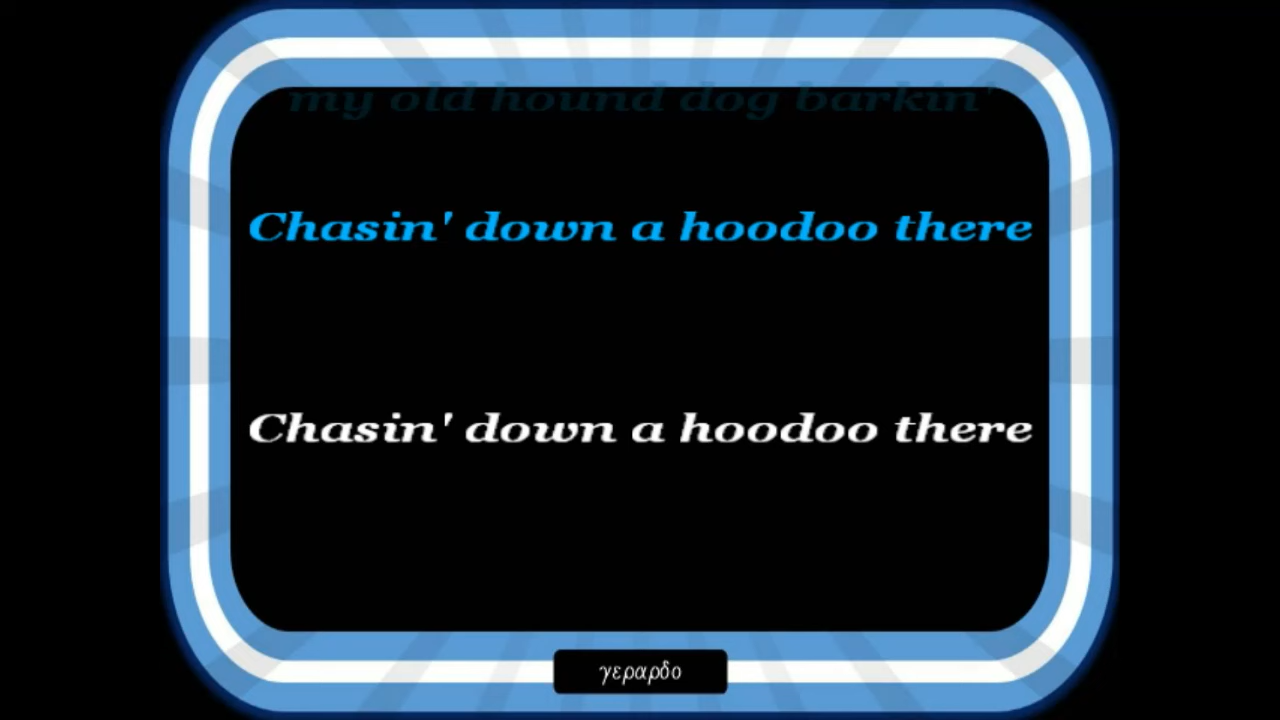 my old hound dog barkin'
Chasin' down a hoodoo there
Chasin' down a hoodoo there
γεραρδο